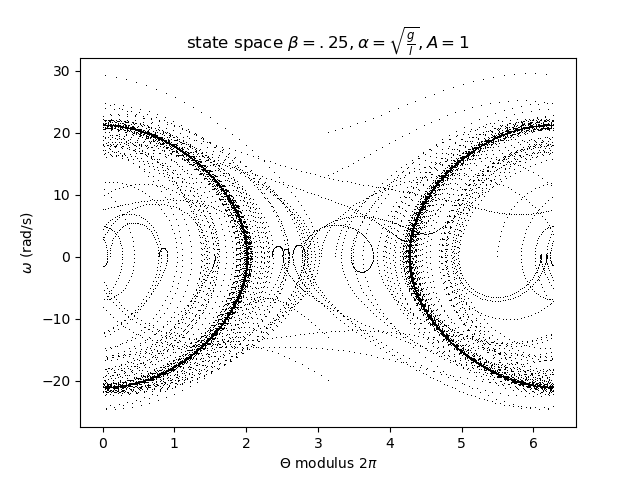 state space β = .25, α = √(g/l), A = 1
30
20
10
0
−10
−20
ω (rad/s)
0 1 2 3 4 5 6
Θ modulus 2π